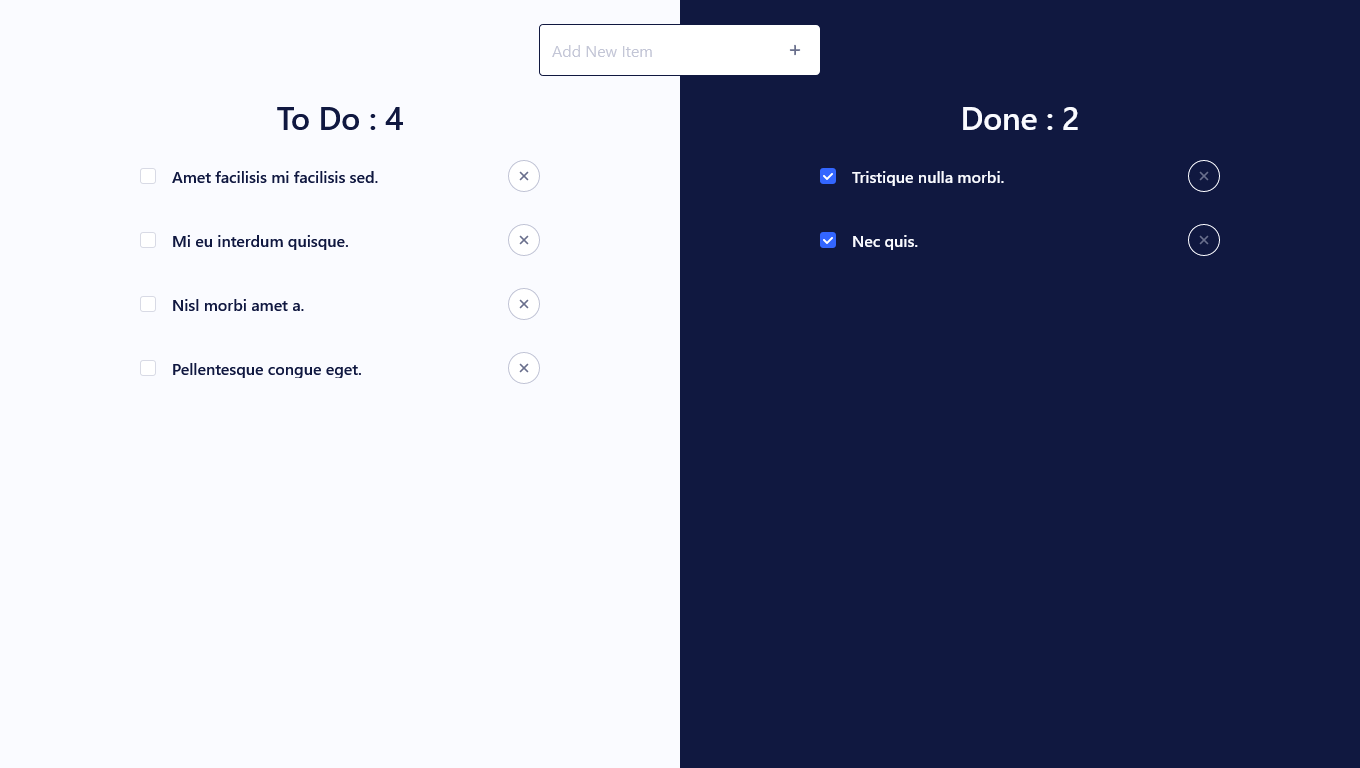 Add New Item
To Do : 4
Amet facilisis mi facilisis sed.
Mi eu interdum quisque.
Nisl morbi amet a.
Pellentesque congue eget.
Done : 2
Tristique nulla morbi.
Nec quis.